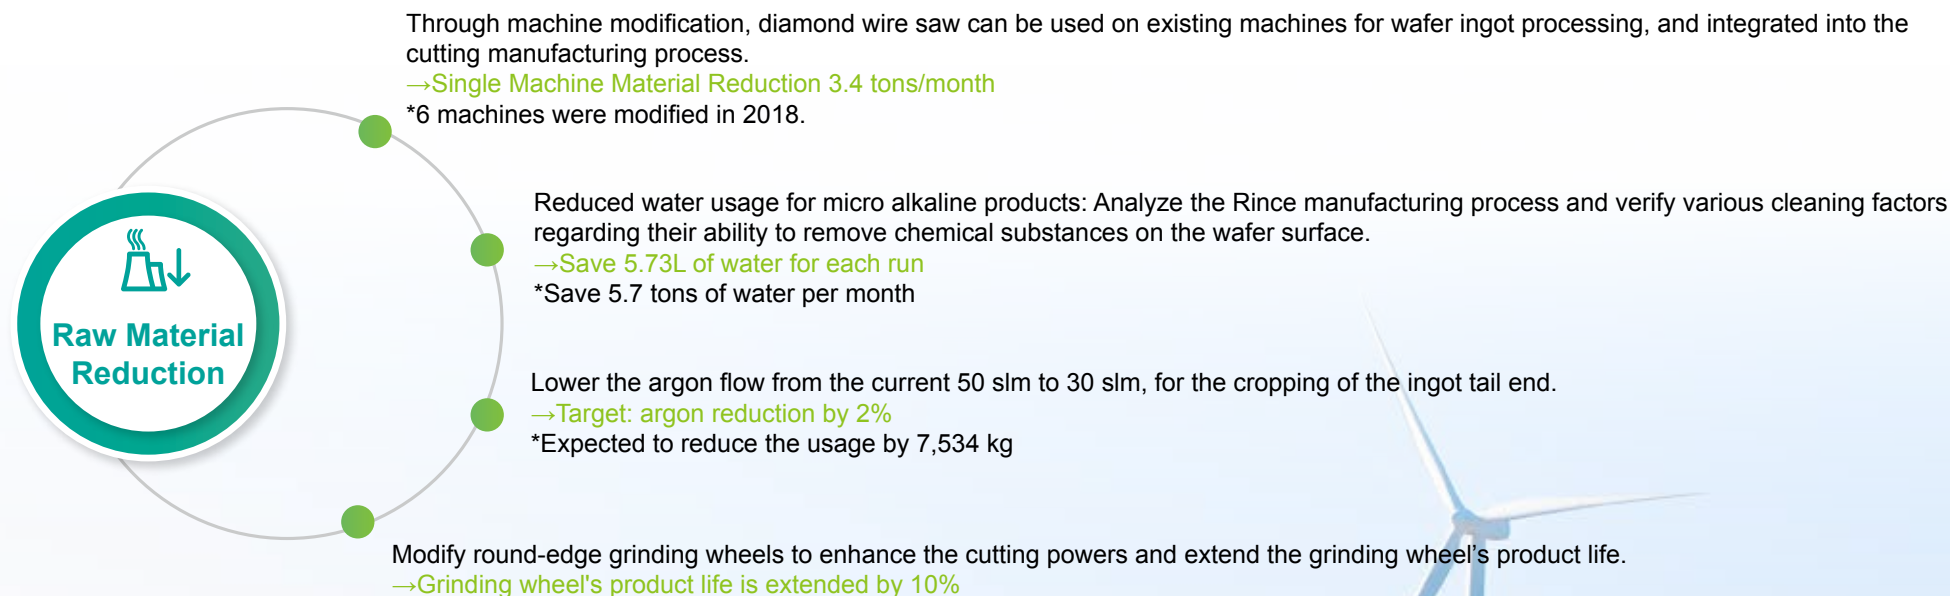 Through machine modification, diamond wire saw can be used on existing machines for wafer ingot processing, and integrated into the
cutting manufacturing process.
→Single Machine Material Reduction 3.4 tons/month
*6 machines were modified in 2018.
Reduced water usage for micro alkaline products: Analyze the Rince manufacturing process and verify various cleaning factors
regarding their ability to remove chemical substances on the wafer surface.
→Save 5.73L of water for each run
*Save 5.7 tons of water per month
Raw Material
Reduction
Lower the argon flow from the current 50 slm to 30 slm, for the cropping of the ingot tail end.
→Target: argon reduction by 2%
*Expected to reduce the usage by 7,534 kg
Modify round-edge grinding wheels to enhance the cutting powers and extend the grinding wheel’s product life.
→Grinding wheel's product life is extended by 10%